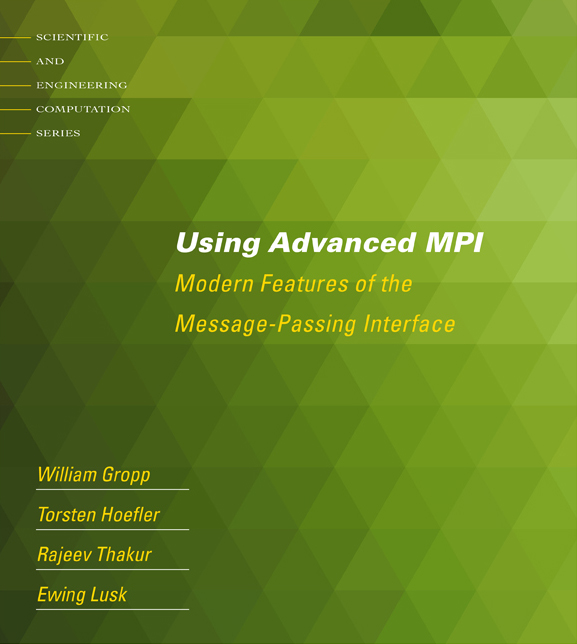 SCIENTIFIC
AND
ENGINEERING
COMPUTATION
SERIES
Using Advanced MPI
Modern Features of the
Message-Passing Interface
William Gropp
Torsten Hoefler
Rajeev Thakur
Ewing Lusk